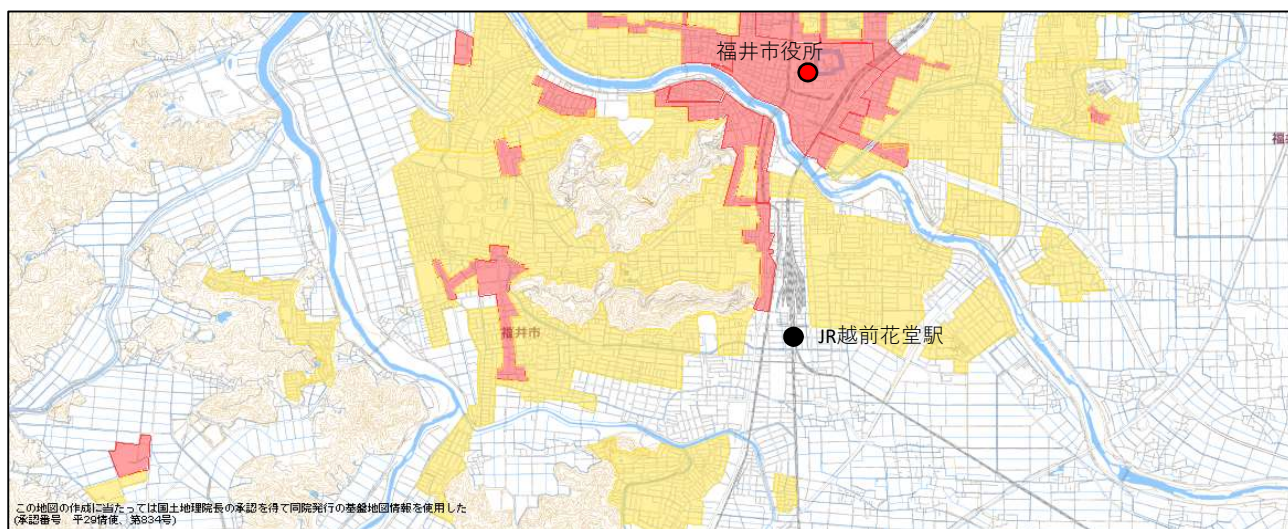 福井市役所
福井
福井市
JR越前花堂駅
この地図の作成に当たっては国土地理院長の承認を得て同院発行の基盤地図情報を使用した
(承認番号 平29情使、第834号)